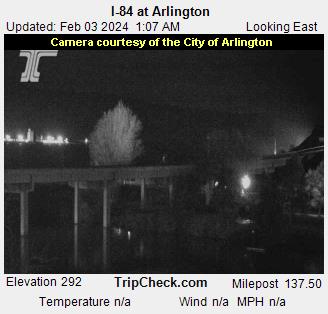 I-84 at Arlington
Updated: Feb 03 2024 1:07 AM Looking East
Camera courtesy of the City of Arlington
Elevation 292 TripCheck.com Milepost 137.50
Temperature n/a Wind n/a MPH n/a